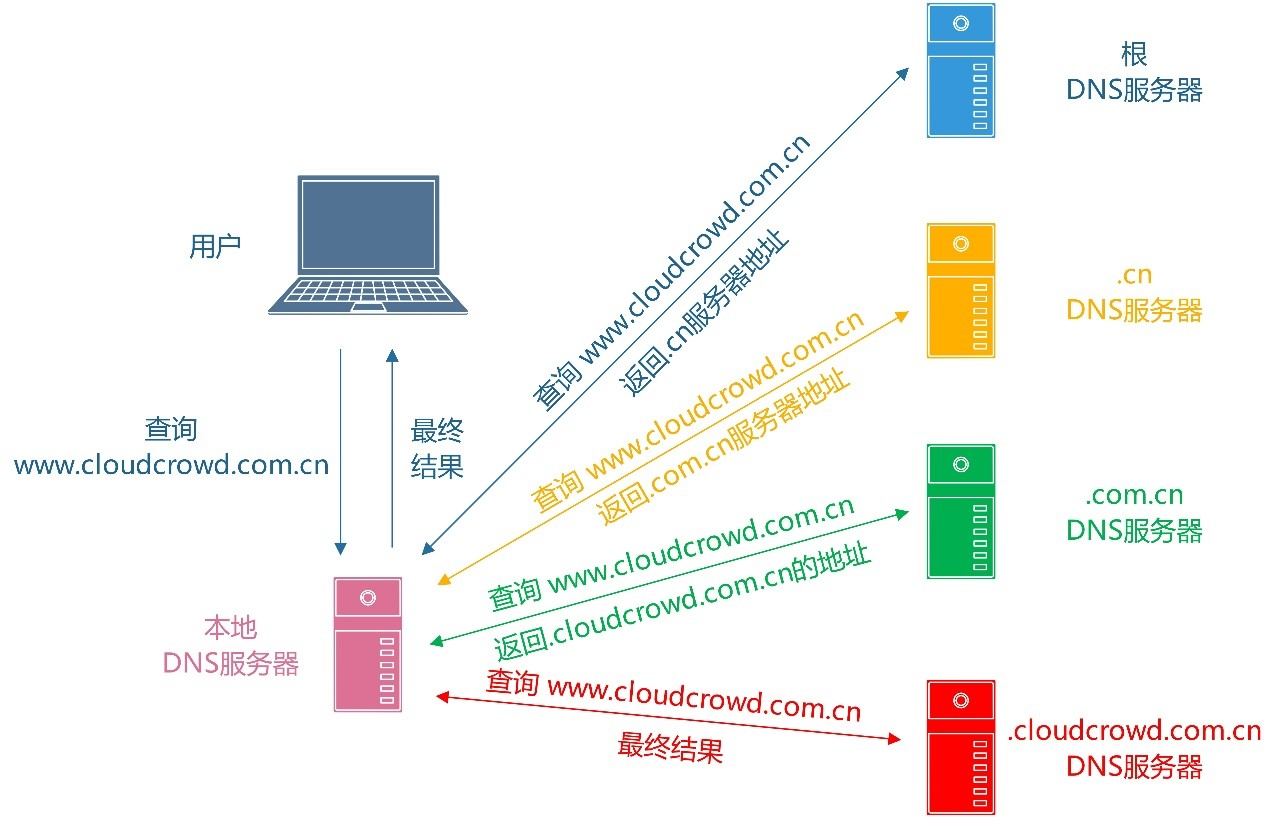 根
DNS服务器
查询 www.cloudcrowd.com.cn
返回.cn服务器地址
用户
.cn
DNS服务器
查询 www.cloudcrowd.com.cn
返回.com.cn服务器地址
查询
www.cloudcrowd.com.cn
最终
结果
.com.cn
DNS服务器
查询 www.cloudcrowd.com.cn
返回.cloudcrowd.com.cn的地址
本地
DNS服务器
查询 www.cloudcrowd.com.cn
最终结果
.cloudcrowd.com.cn
DNS服务器